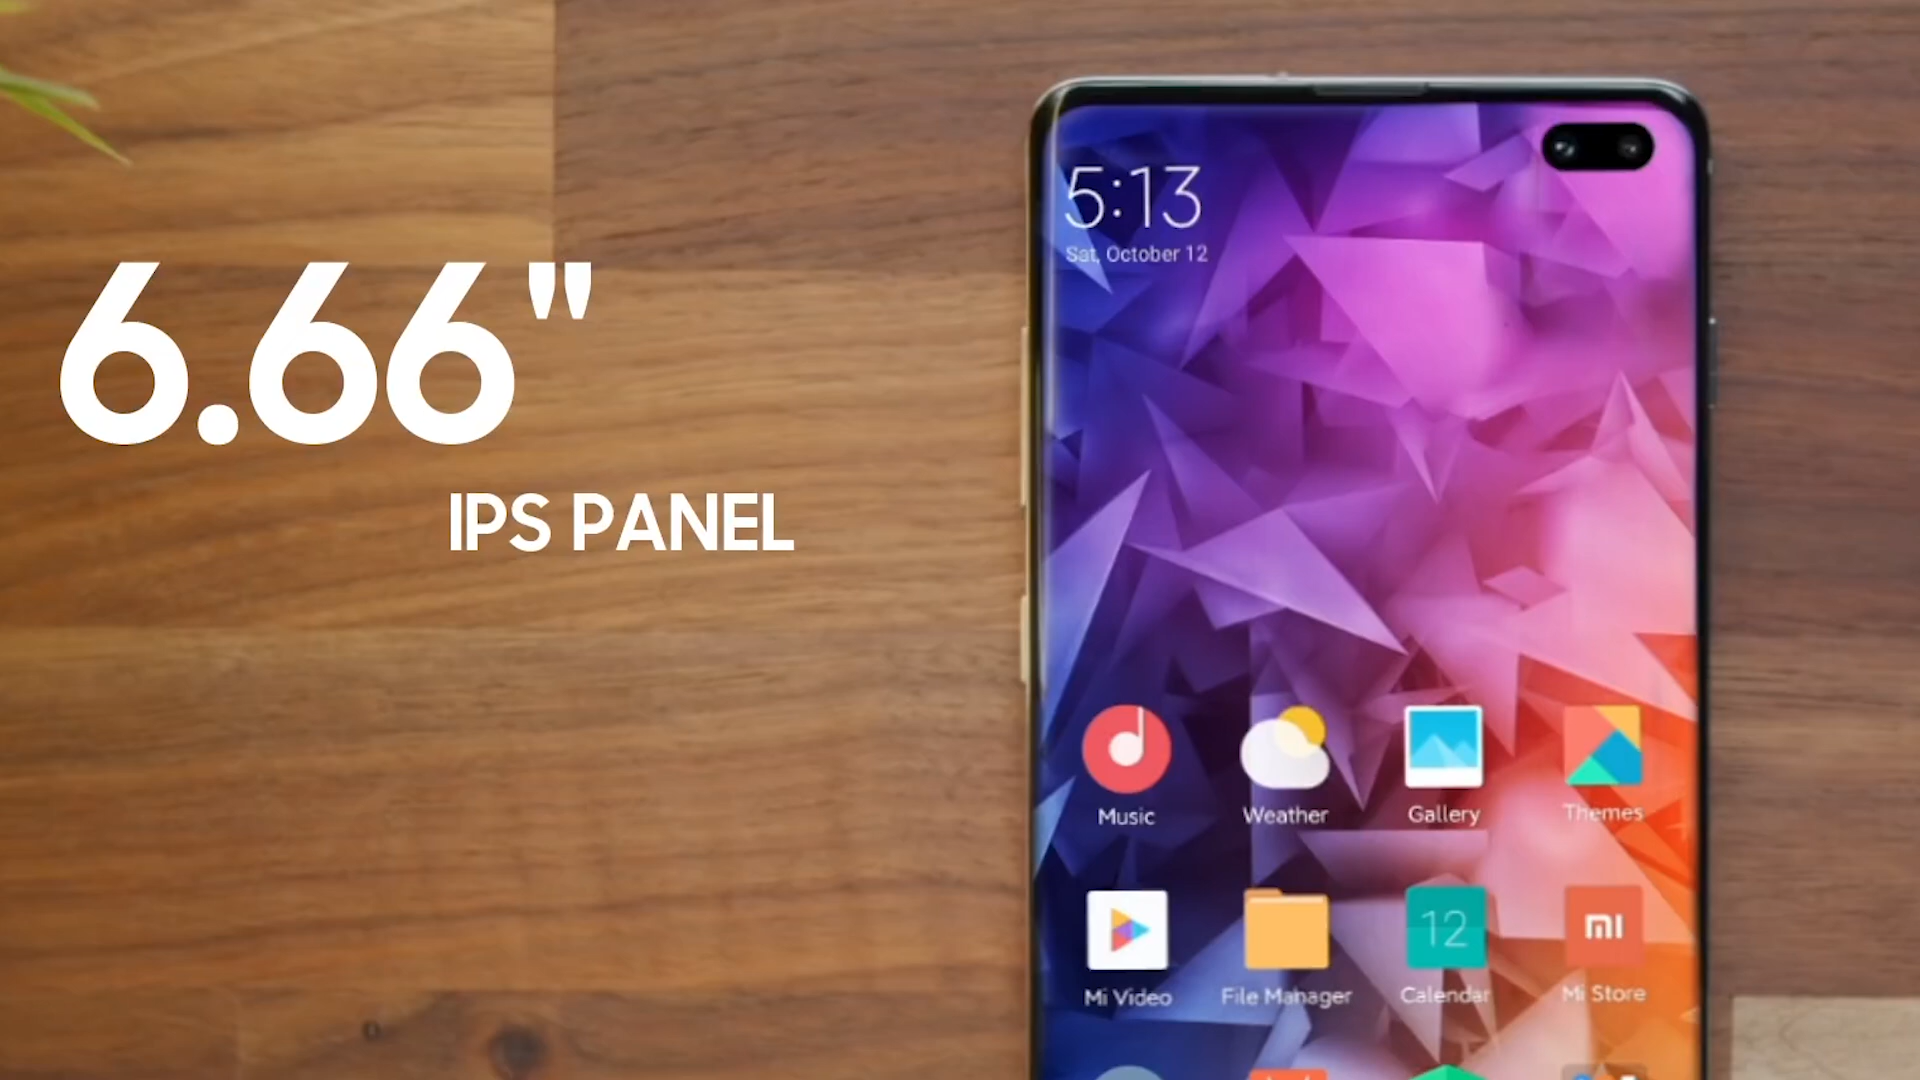 6.66"
IPS PANEL
5:13
Sat, October 12
Music Weather Gallery Themes
12 mi
Mi Video File Manager Calendar Mi Store